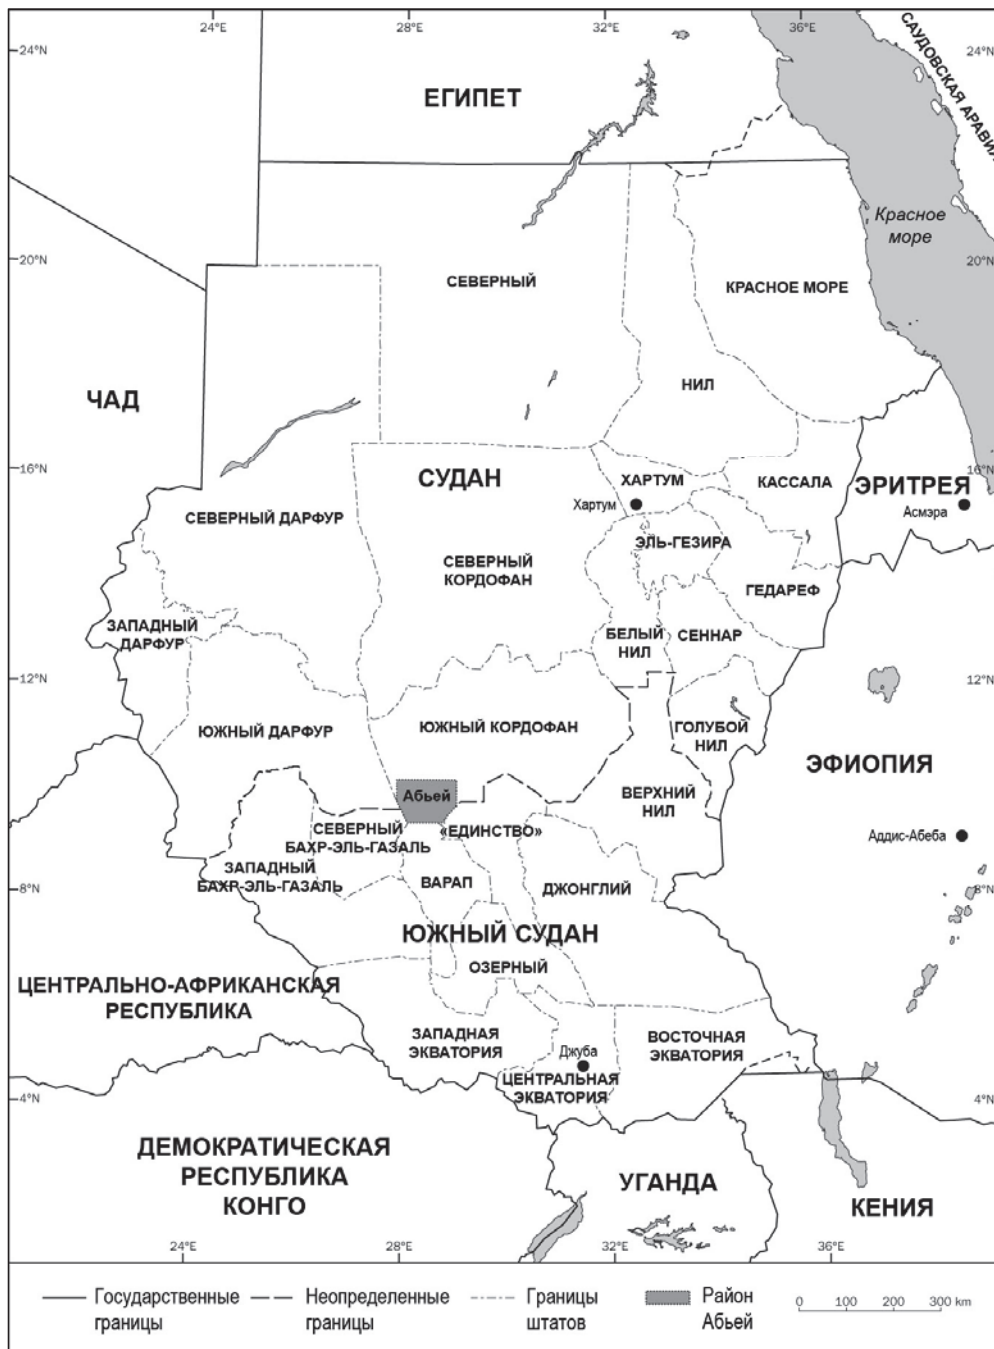 24°E
28°E
32°E
36°E
24°N
24°N
САУДОВСКАЯ АРАВИЯ
ЕГИПЕТ
Красное
море
20°N
20°N
СЕВЕРНЫЙ
КРАСНОЕ МОРЕ
НИЛ
ЧАД
16°N
16°N
СУДАН
ХАРТУМ
Хартум
КАССАЛА
ЭРИТРЕЯ
Асмэра
СЕВЕРНЫЙ ДАРФУР
ЭЛЬ-ГЕЗИРА
СЕВЕРНЫЙ
КОРДОФАН
ГЕДАРЕФ
ЗАПАДНЫЙ
ДАРФУР
БЕЛЫЙ
НИЛ
СЕННАР
12°N
12°N
ЮЖНЫЙ ДАРФУР
ЮЖНЫЙ КОРДОФАН
ГОЛУБОЙ
НИЛ
ЭФИОПИЯ
Абьей
ВЕРХНИЙ
НИЛ
СЕВЕРНЫЙ
БАХР-ЭЛЬ-ГАЗАЛЬ
«ЕДИНСТВО»
Аддис-Абеба
ЗАПАДНЫЙ
БАХР-ЭЛЬ-ГАЗАЛЬ
ВАРАП
ДЖОНГЛИЙ
8°N
8°N
ЮЖНЫЙ СУДАН
ОЗЕРНЫЙ
ЦЕНТРАЛЬНО-АФРИКАНСКАЯ
РЕСПУБЛИКА
ЗАПАДНАЯ
ЭКВАТОРИЯ
ВОСТОЧНАЯ
ЭКВАТОРИЯ
Джуба
ЦЕНТРАЛЬНАЯ
ЭКВАТОРИЯ
4°N
4°N
ДЕМОКРАТИЧЕСКАЯ
РЕСПУБЛИКА
КОНГО
УГАНДА
КЕНИЯ
24°E
28°E
32°E
36°E
Государственные
границы
Неопределенные
границы
Границы
штатов
Район
Абьей
0 100 200 300 km